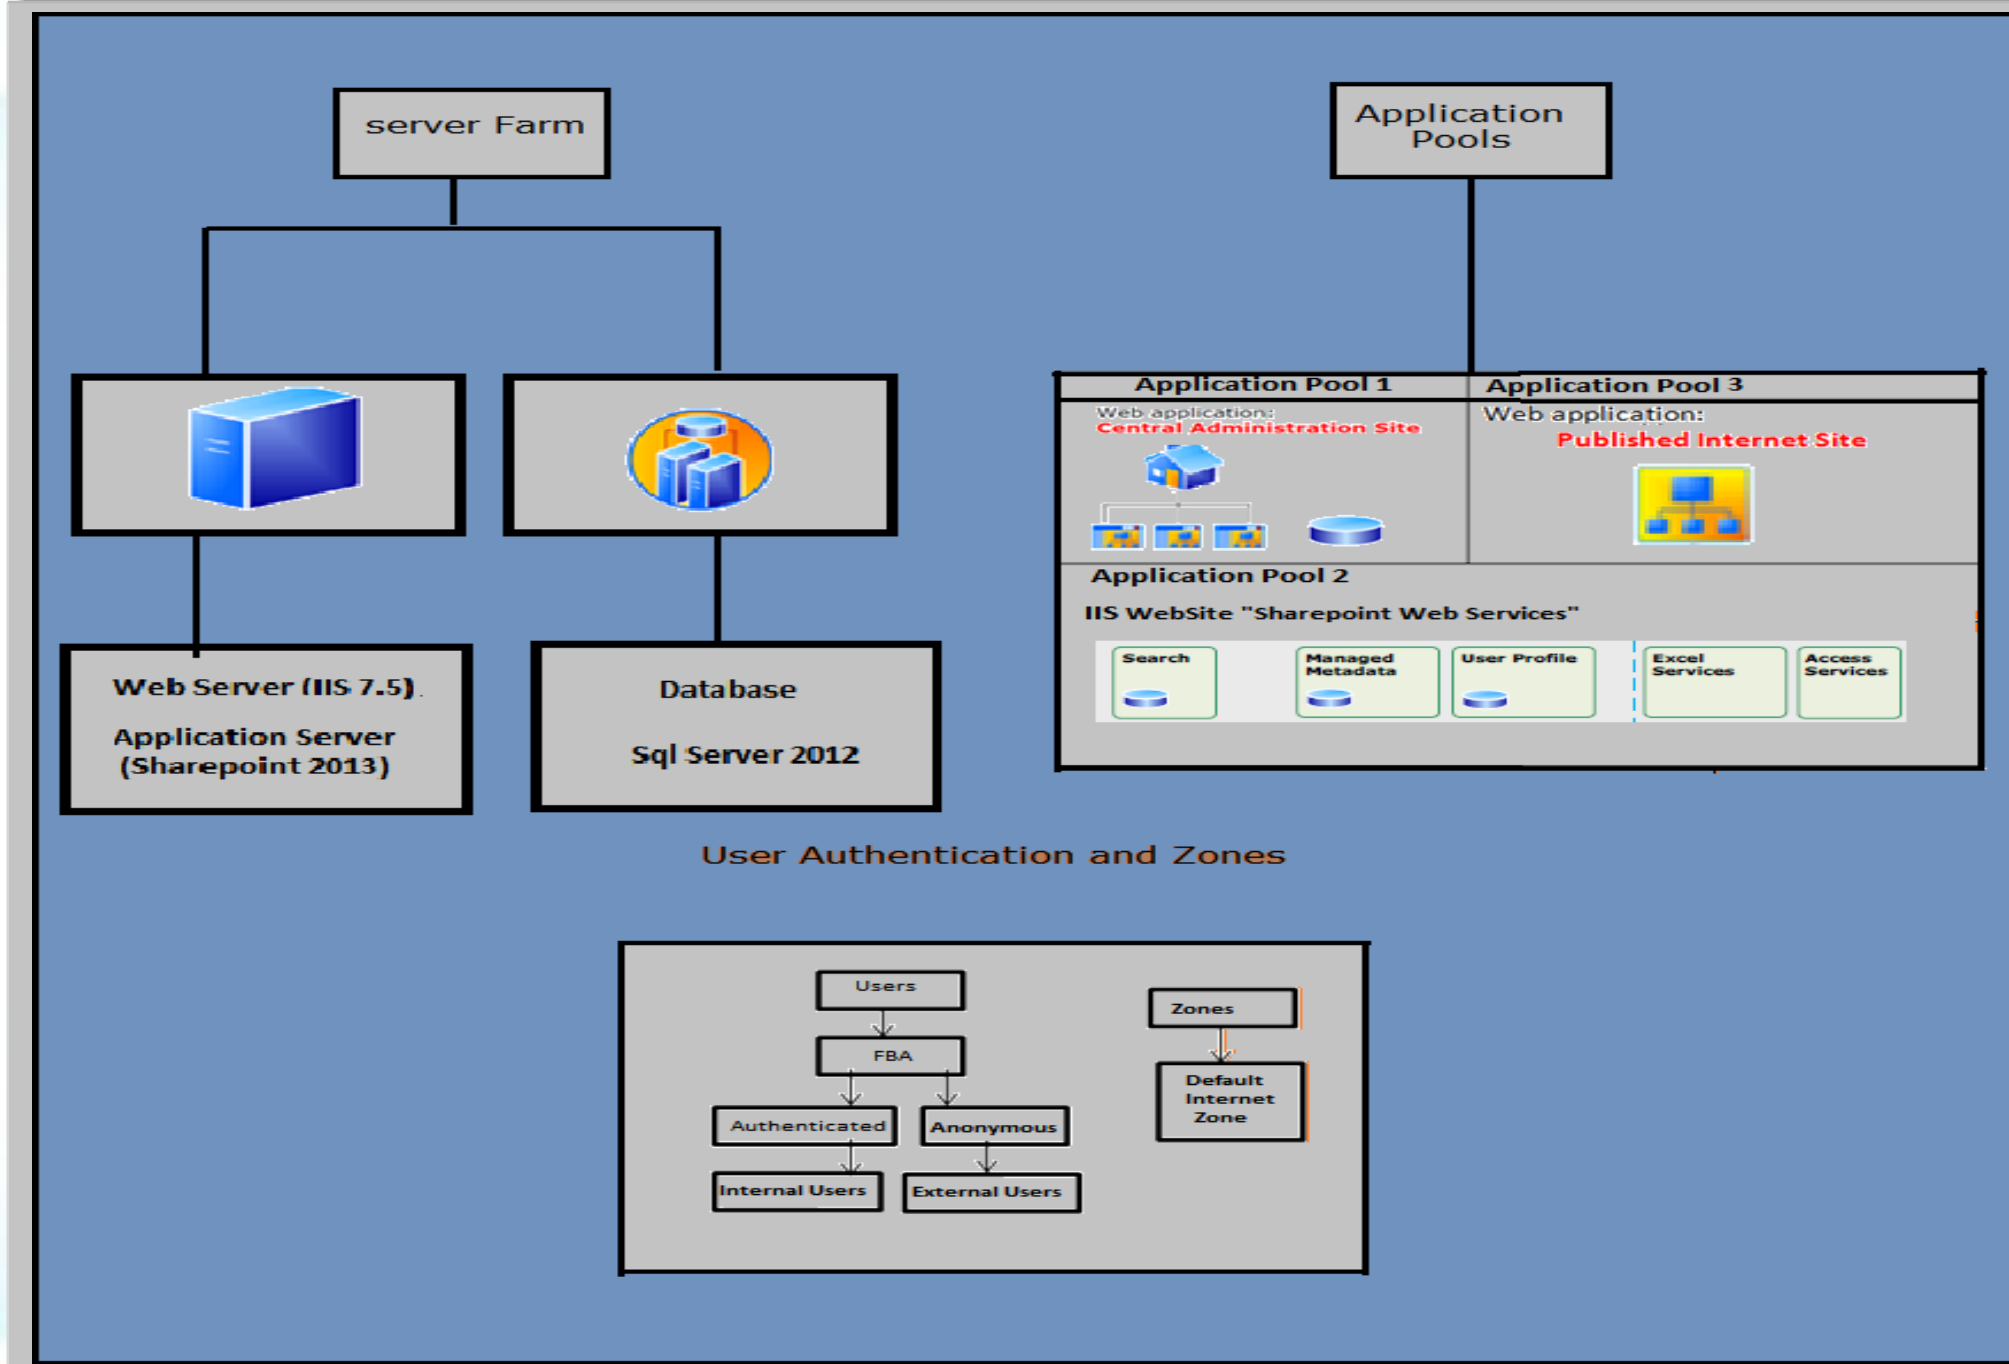 server Farm
Application
Pools
Web Server (IIS 7.5).
Application Server
(Sharepoint 2013)
Database
Sql Server 2012
Application Pool 1
Web application:
Central Administration Site
Application Pool 3
Web application:
Published Internet Site
Application Pool 2
IIS WebSite "Sharepoint Web Services"
Search
Managed
Metadata
User Profile
Excel
Services
Access
Services
User Authentication and Zones
Users
FBA
Authenticated
Anonymous
Internal Users
External Users
Zones
Default
Internet
Zone